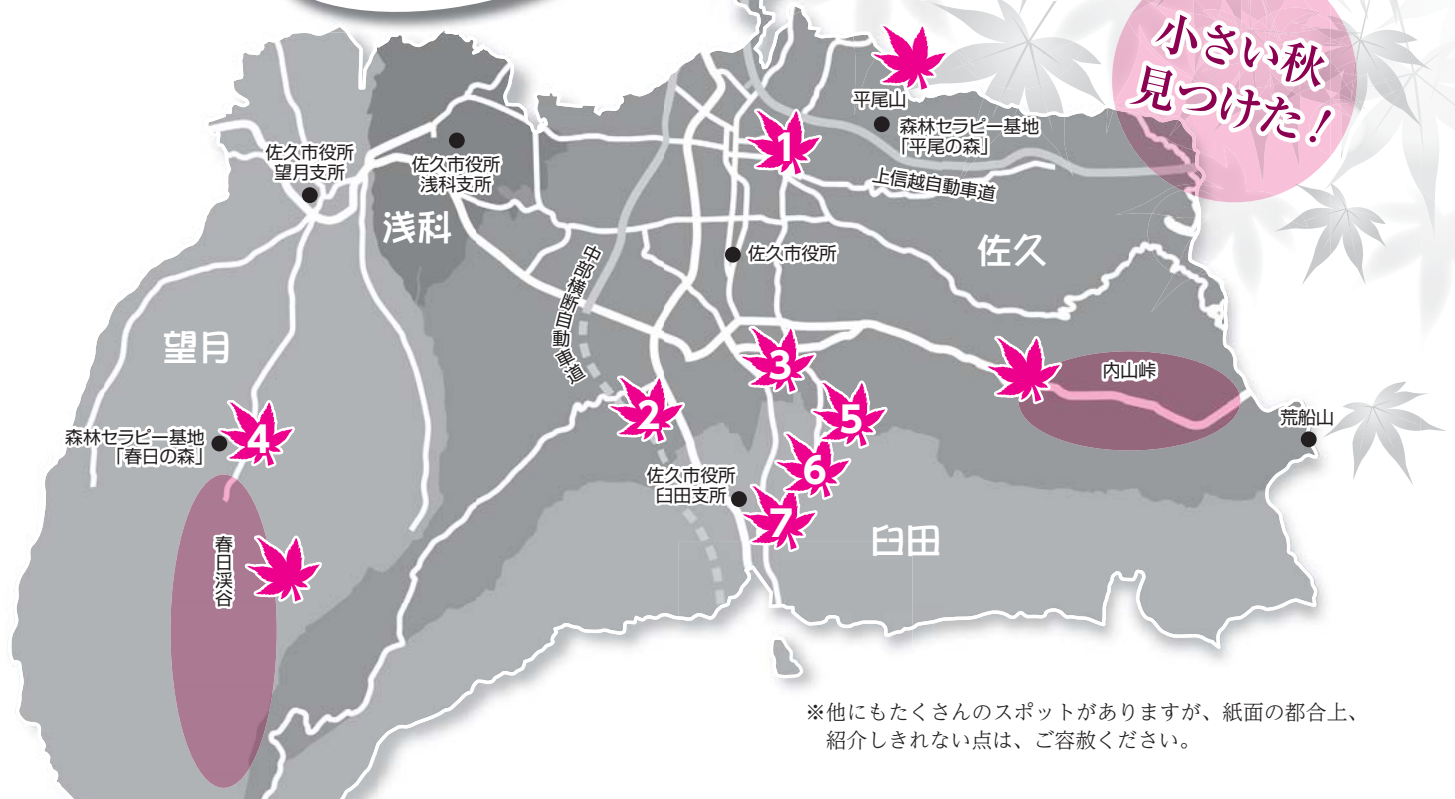 小さい秋
見つけた！
平尾山
森林セラピー基地
「平尾の森」
1
上信越自動車道
佐久市役所
望月支所
佐久市役所
浅科支所
浅科
佐久市役所
佐久
中部横断自動車道
望月
3
内山峠
2
5
荒船山
4
森林セラピー基地
「春日の森」
6
佐久市役所
臼田支所
7
臼田
春日渓谷
※他にもたくさんのスポットがありますが、紙面の都合上、
紹介しきれない点は、ご容赦ください。